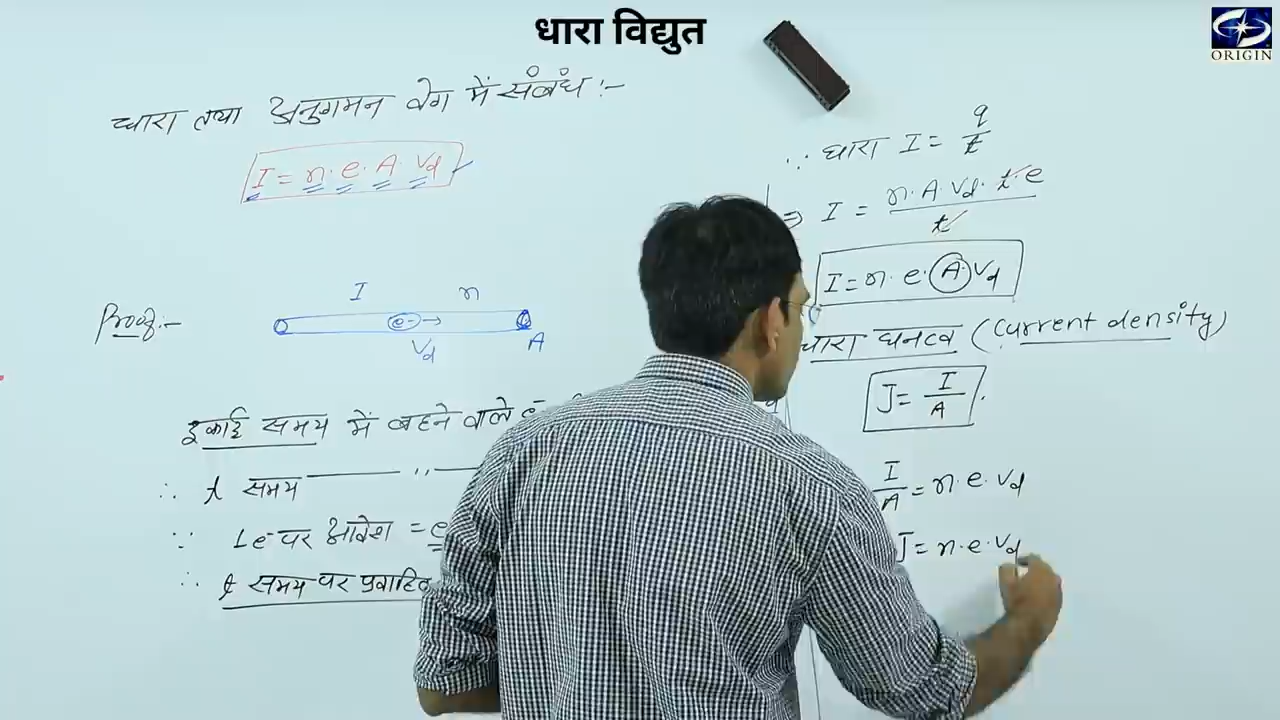 धारा विद्युत
ORIGIN
धारा तथा अनुगमन वेग में संबंध :-
I = n. e. A. Vd
Proof:-
I n
e- →
Vd A
इकाई समय में बहने वाले e-
∴ t समय ——— ,, ———
∵ 1e- पर आवेश = e
∴ t समय पर प्रवाहित
∵ धारा I = q/t
⇒ I = n. A. Vd. t. e / t
I = n. e. A. Vd
धारा घनत्व (Current density)
J = I/A.
I/A = n. e. Vd
J = n. e. Vd